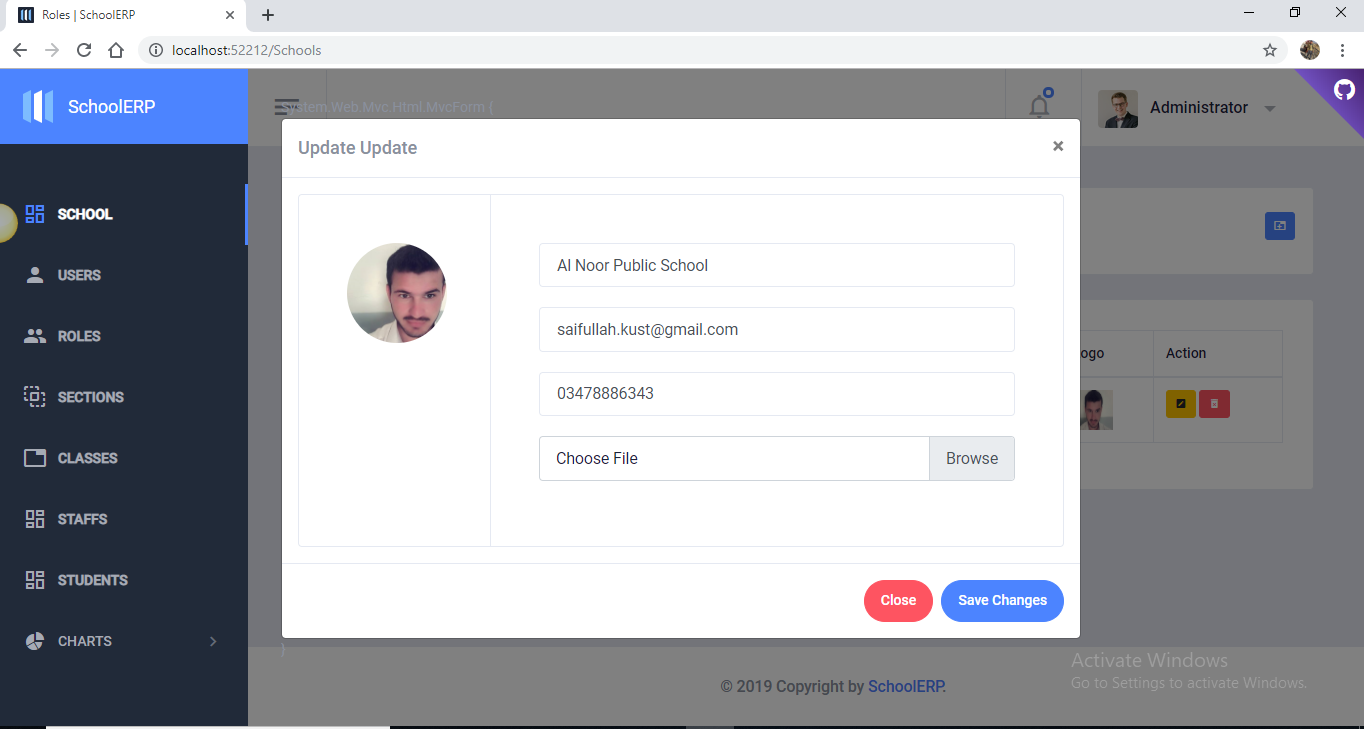 Roles | SchoolERP
localhost:52212/Schools
SchoolERP
System.Web.Mvc.Html.MvcForm {
Administrator
Update Update
×
SCHOOL
USERS
ROLES
SECTIONS
CLASSES
STAFFS
STUDENTS
CHARTS
Al Noor Public School
saifullah.kust@gmail.com
03478886343
Choose File
Browse
ogo
Action
Close
Save Changes
}
© 2019 Copyright by SchoolERP.
Activate Windows
Go to Settings to activate Windows.